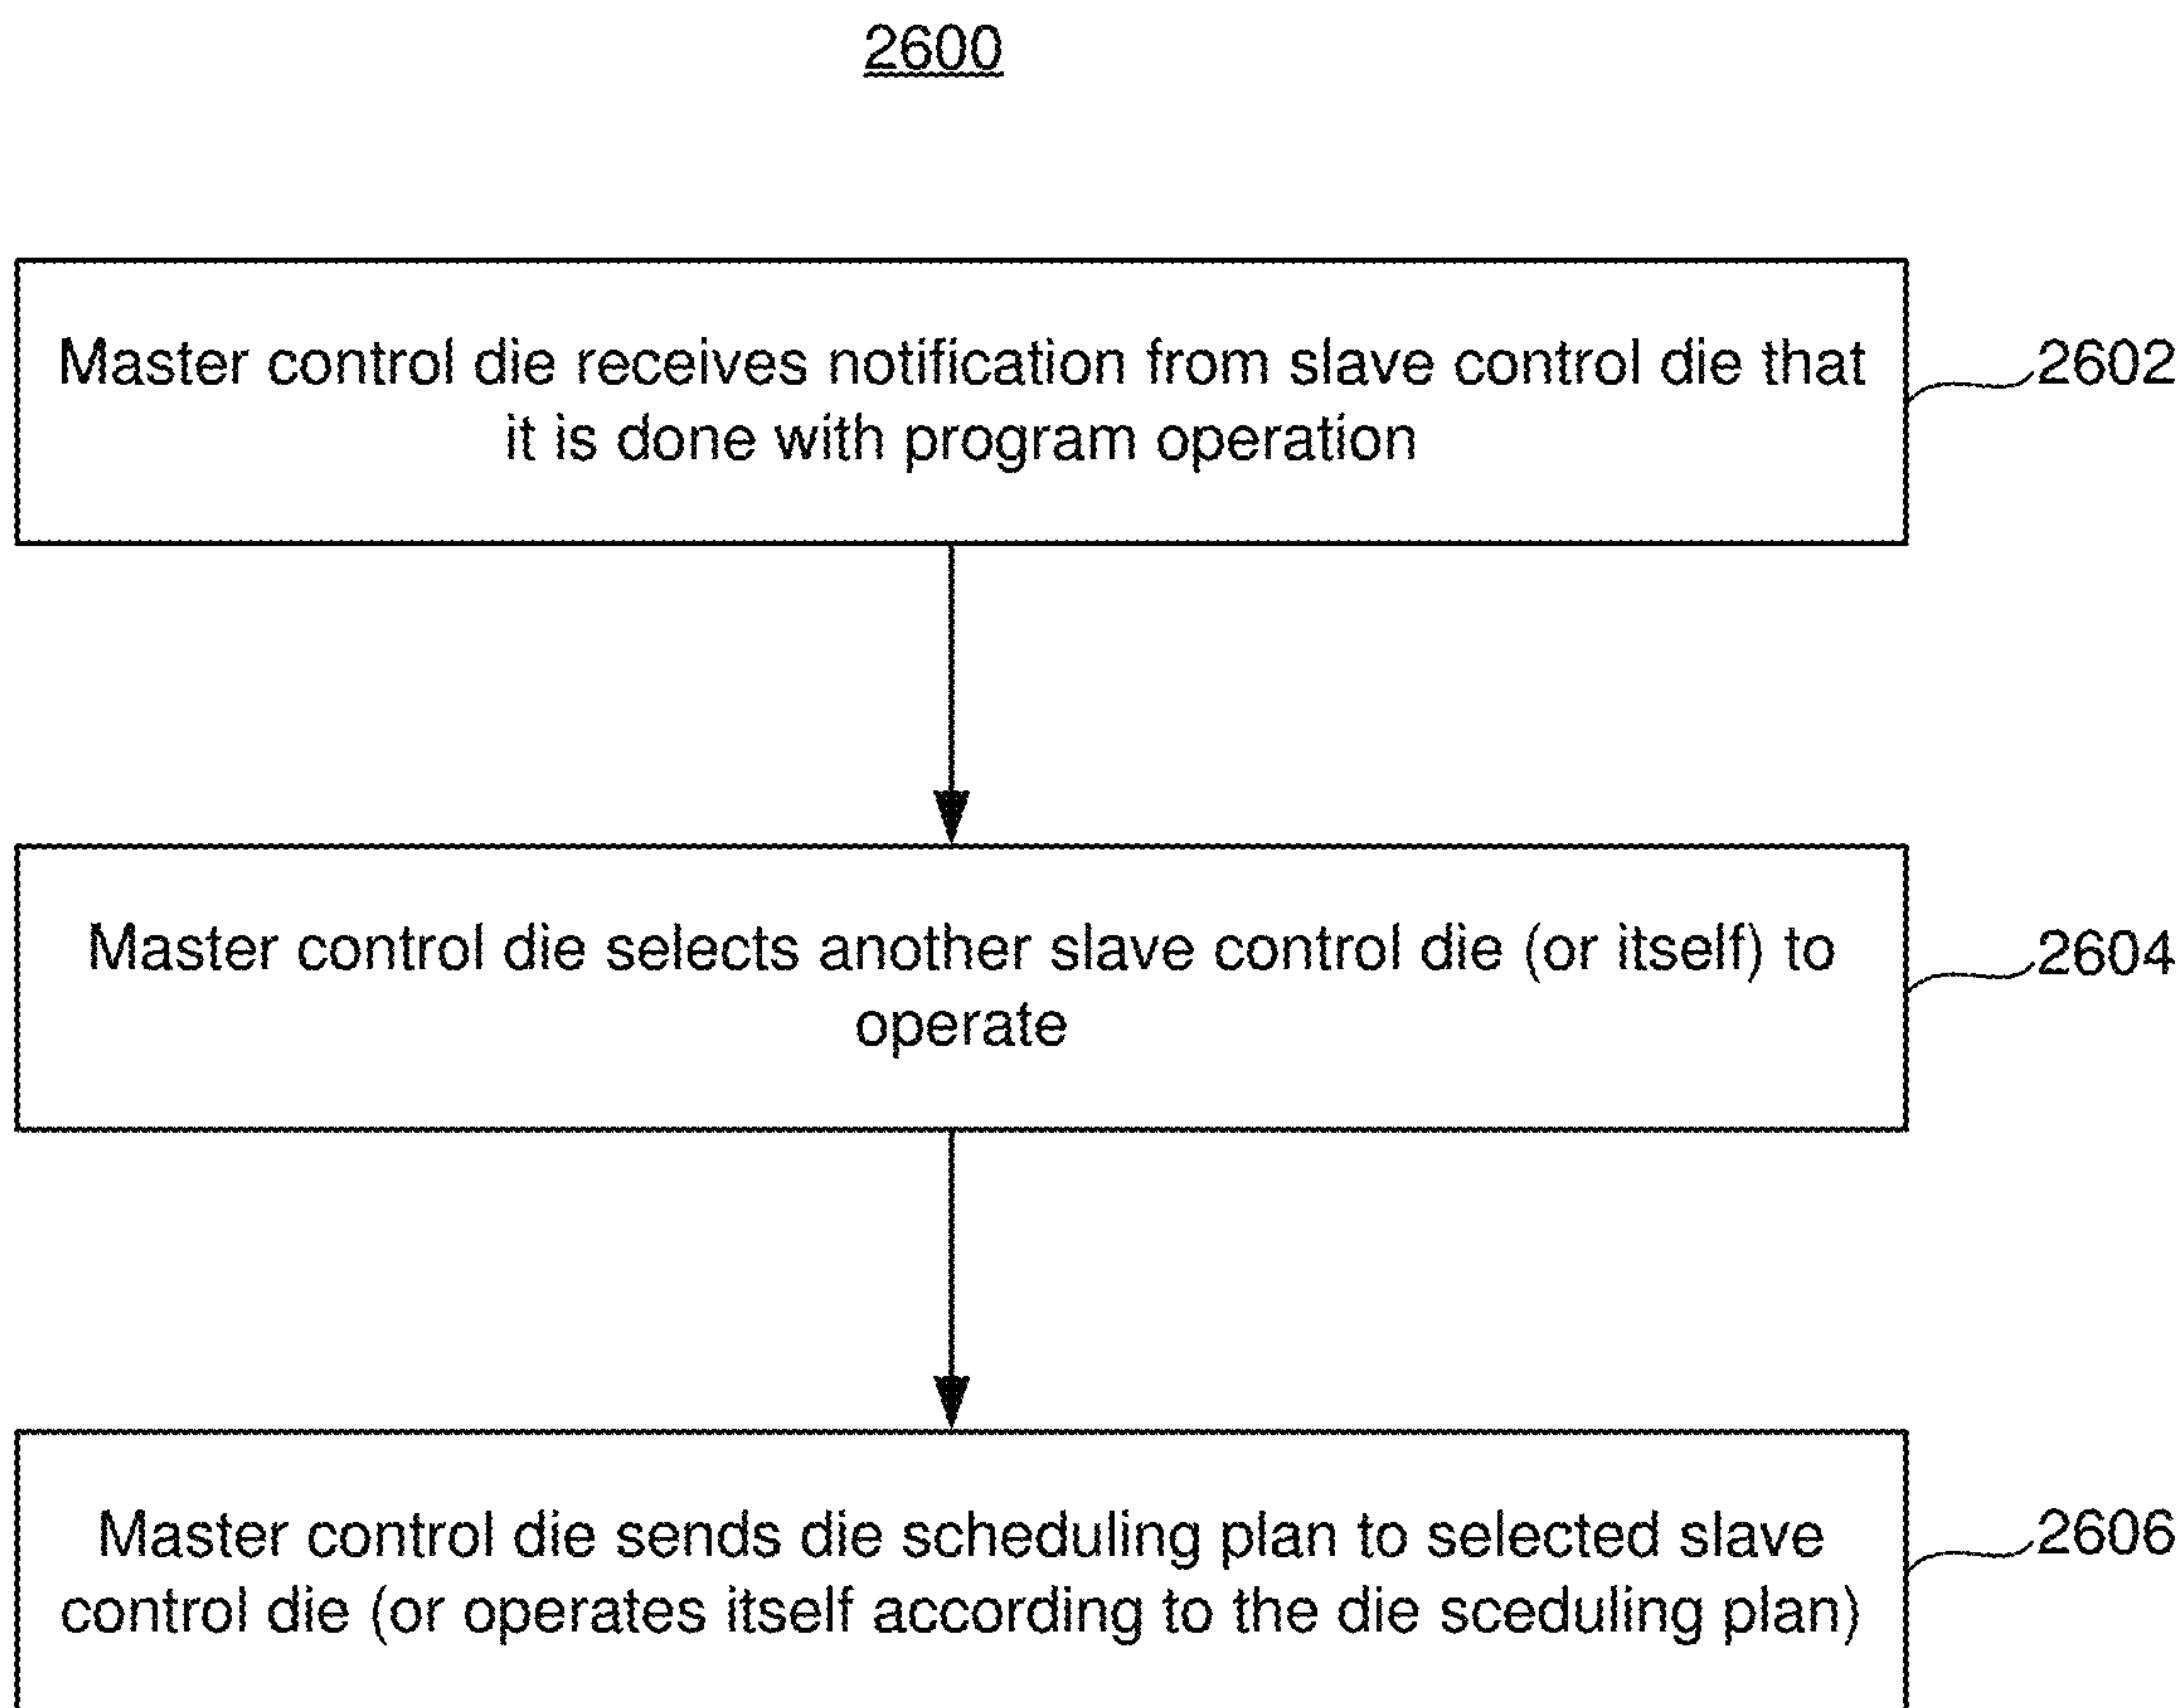 2600
Master control die receives notification from slave control die that
it is done with program operation
2602
Master control die selects another slave control die (or itself) to
operate
2604
Master control die sends die scheduling plan to selected slave
control die (or operates itself according to the die sceduling plan)
2606